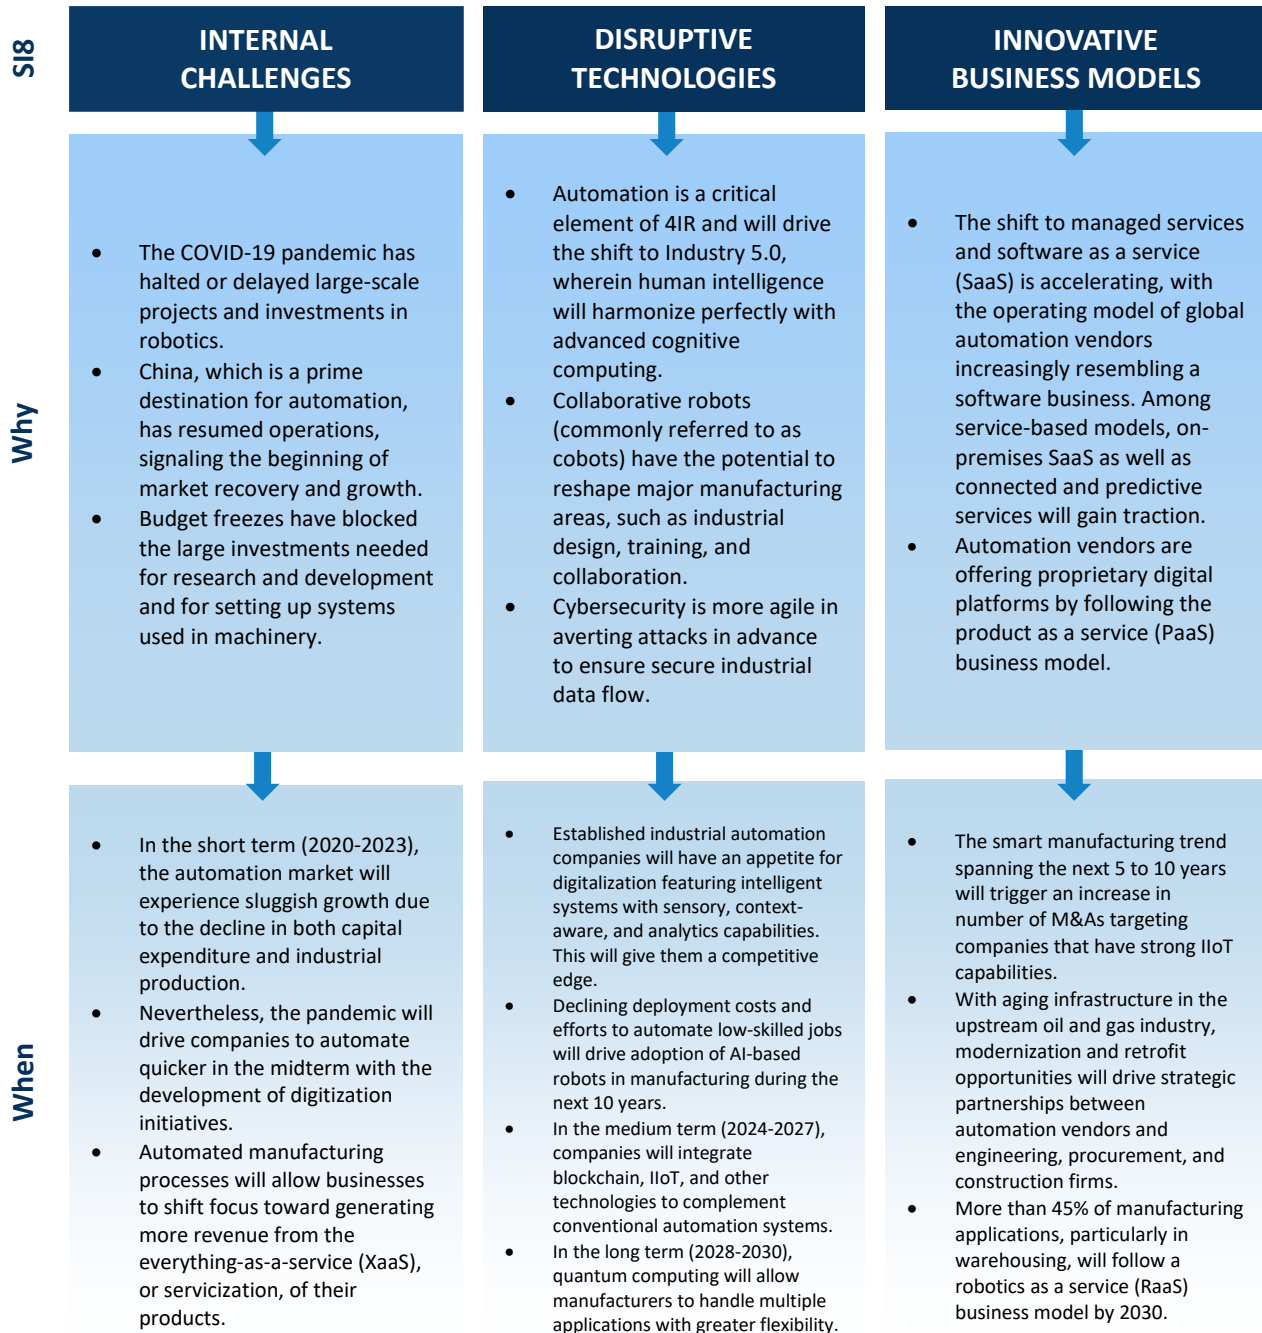 SI8
INTERNAL
CHALLENGES
DISRUPTIVE
TECHNOLOGIES
INNOVATIVE
BUSINESS MODELS
Why
• The COVID-19 pandemic has
halted or delayed large-scale
projects and investments in
robotics.
• China, which is a prime
destination for automation,
has resumed operations,
signaling the beginning of
market recovery and growth.
• Budget freezes have blocked
the large investments needed
for research and development
and for setting up systems
used in machinery.
• Automation is a critical
element of 4IR and will drive
the shift to Industry 5.0,
wherein human intelligence
will harmonize perfectly with
advanced cognitive
computing.
• Collaborative robots
(commonly referred to as
cobots) have the potential to
reshape major manufacturing
areas, such as industrial
design, training, and
collaboration.
• Cybersecurity is more agile in
averting attacks in advance
to ensure secure industrial
data flow.
• The shift to managed services
and software as a service
(SaaS) is accelerating, with
the operating model of global
automation vendors
increasingly resembling a
software business. Among
service-based models, on-
premises SaaS as well as
connected and predictive
services will gain traction.
• Automation vendors are
offering proprietary digital
platforms by following the
product as a service (PaaS)
business model.
When
• In the short term (2020-2023),
the automation market will
experience sluggish growth due
to the decline in both capital
expenditure and industrial
production.
• Nevertheless, the pandemic will
drive companies to automate
quicker in the midterm with the
development of digitization
initiatives.
• Automated manufacturing
processes will allow businesses
to shift focus toward generating
more revenue from the
everything-as-a-service (XaaS),
or servicization, of their
products.
• Established industrial automation
companies will have an appetite for
digitalization featuring intelligent
systems with sensory, context-
aware, and analytics capabilities.
This will give them a competitive
edge.
• Declining deployment costs and
efforts to automate low-skilled jobs
will drive adoption of AI-based
robots in manufacturing during the
next 10 years.
• In the medium term (2024-2027),
companies will integrate
blockchain, IIoT, and other
technologies to complement
conventional automation systems.
• In the long term (2028-2030),
quantum computing will allow
manufacturers to handle multiple
applications with greater flexibility.
• The smart manufacturing trend
spanning the next 5 to 10 years
will trigger an increase in
number of M&As targeting
companies that have strong IIoT
capabilities.
• With aging infrastructure in the
upstream oil and gas industry,
modernization and retrofit
opportunities will drive strategic
partnerships between
automation vendors and
engineering, procurement, and
construction firms.
• More than 45% of manufacturing
applications, particularly in
warehousing, will follow a
robotics as a service (RaaS)
business model by 2030.